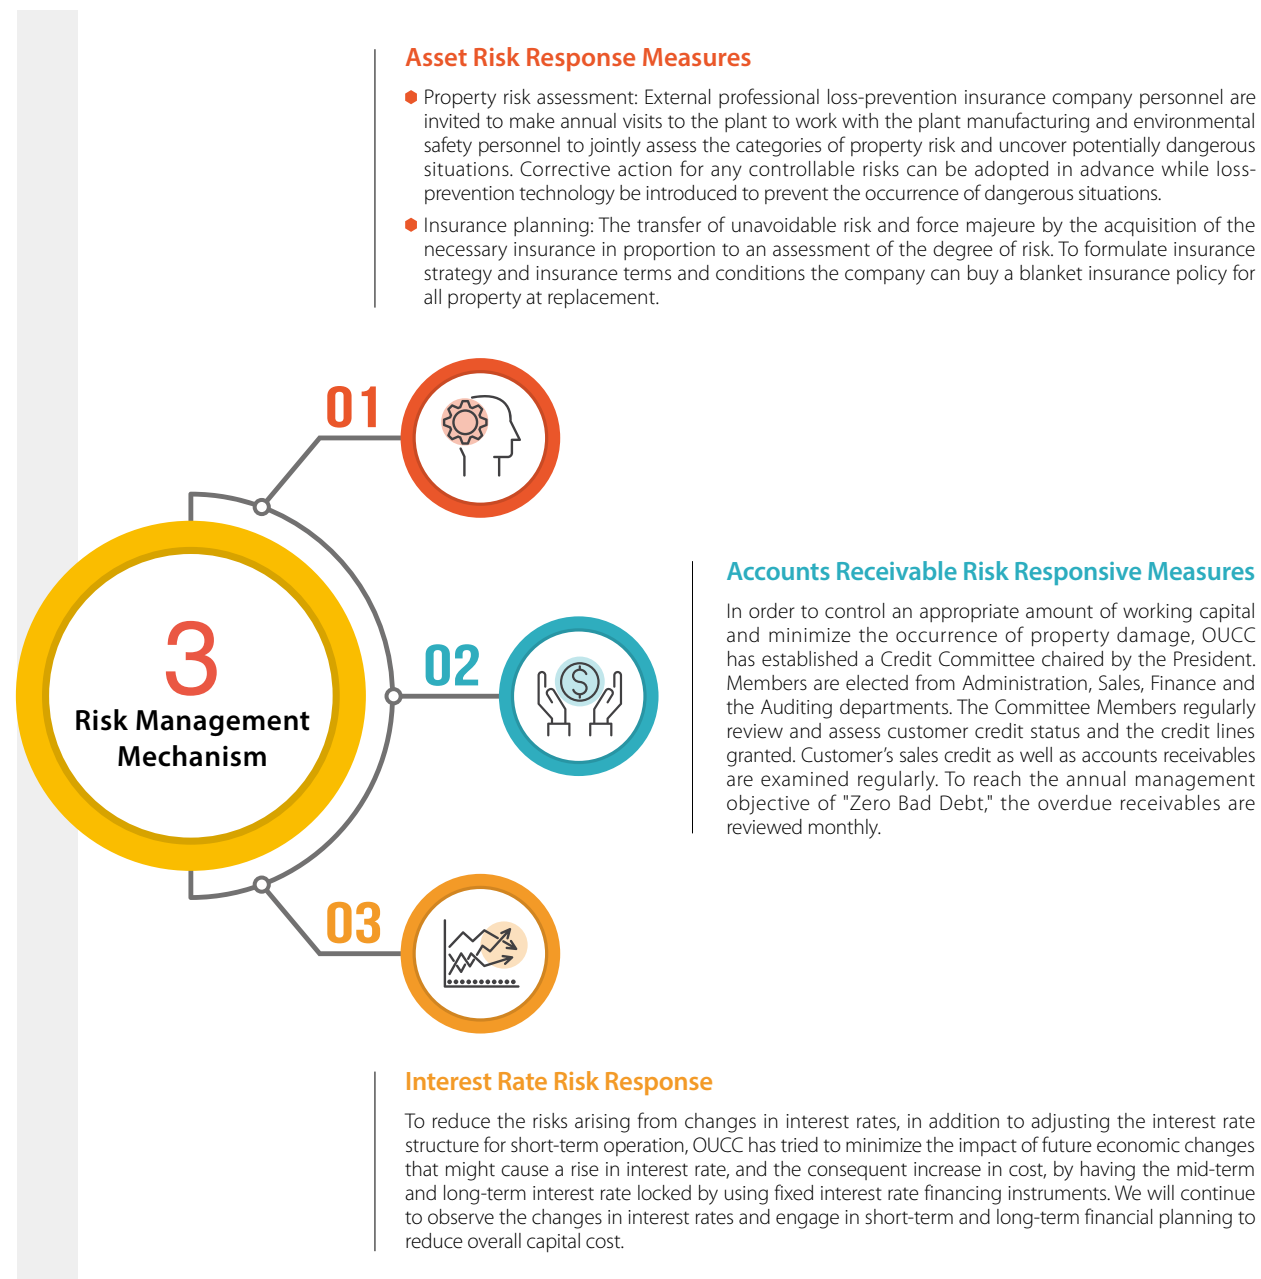 Asset Risk Response Measures
Property risk assessment: External professional loss-prevention insurance company personnel are
invited to make annual visits to the plant to work with the plant manufacturing and environmental
safety personnel to jointly assess the categories of property risk and uncover potentially dangerous
situations. Corrective action for any controllable risks can be adopted in advance while loss-
prevention technology be introduced to prevent the occurrence of dangerous situations.
Insurance planning: The transfer of unavoidable risk and force majeure by the acquisition of the
necessary insurance in proportion to an assessment of the degree of risk. To formulate insurance
strategy and insurance terms and conditions the company can buy a blanket insurance policy for
all property at replacement.
01
3
Risk Management
Mechanism
02
$
Accounts Receivable Risk Responsive Measures
In order to control an appropriate amount of working capital
and minimize the occurrence of property damage, OUCC
has established a Credit Committee chaired by the President.
Members are elected from Administration, Sales, Finance and
the Auditing departments. The Committee Members regularly
review and assess customer credit status and the credit lines
granted. Customer’s sales credit as well as accounts receivables
are examined regularly. To reach the annual management
objective of "Zero Bad Debt," the overdue receivables are
reviewed monthly.
03
Interest Rate Risk Response
To reduce the risks arising from changes in interest rates, in addition to adjusting the interest rate
structure for short-term operation, OUCC has tried to minimize the impact of future economic changes
that might cause a rise in interest rate, and the consequent increase in cost, by having the mid-term
and long-term interest rate locked by using fixed interest rate financing instruments. We will continue
to observe the changes in interest rates and engage in short-term and long-term financial planning to
reduce overall capital cost.